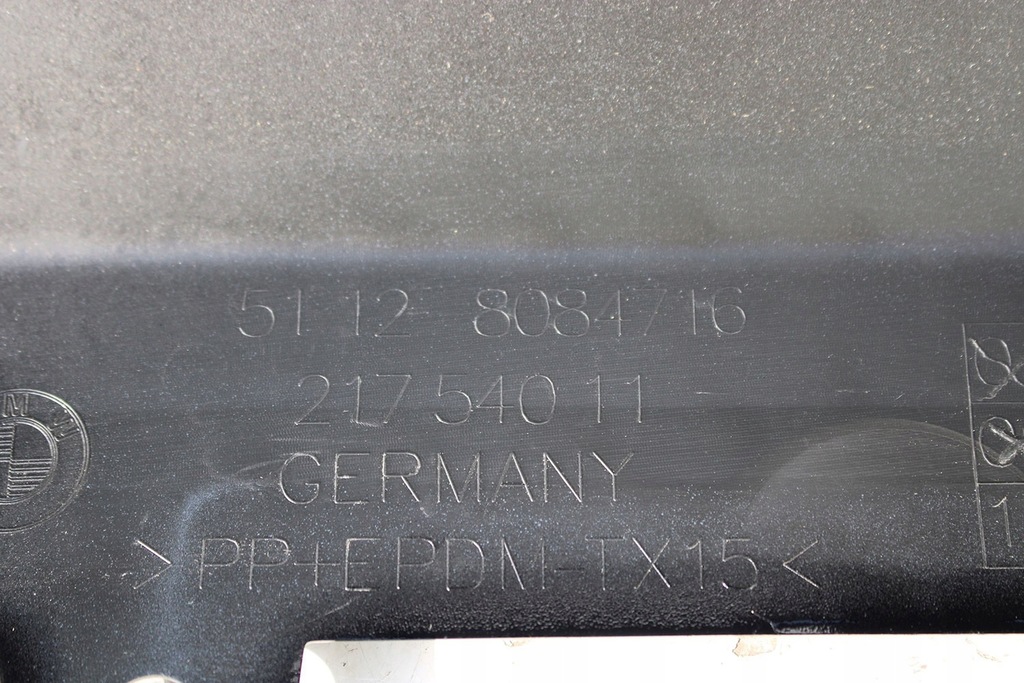 51 12 8084716
217 540 11
GERMANY
>PP+EPDM-TX15<